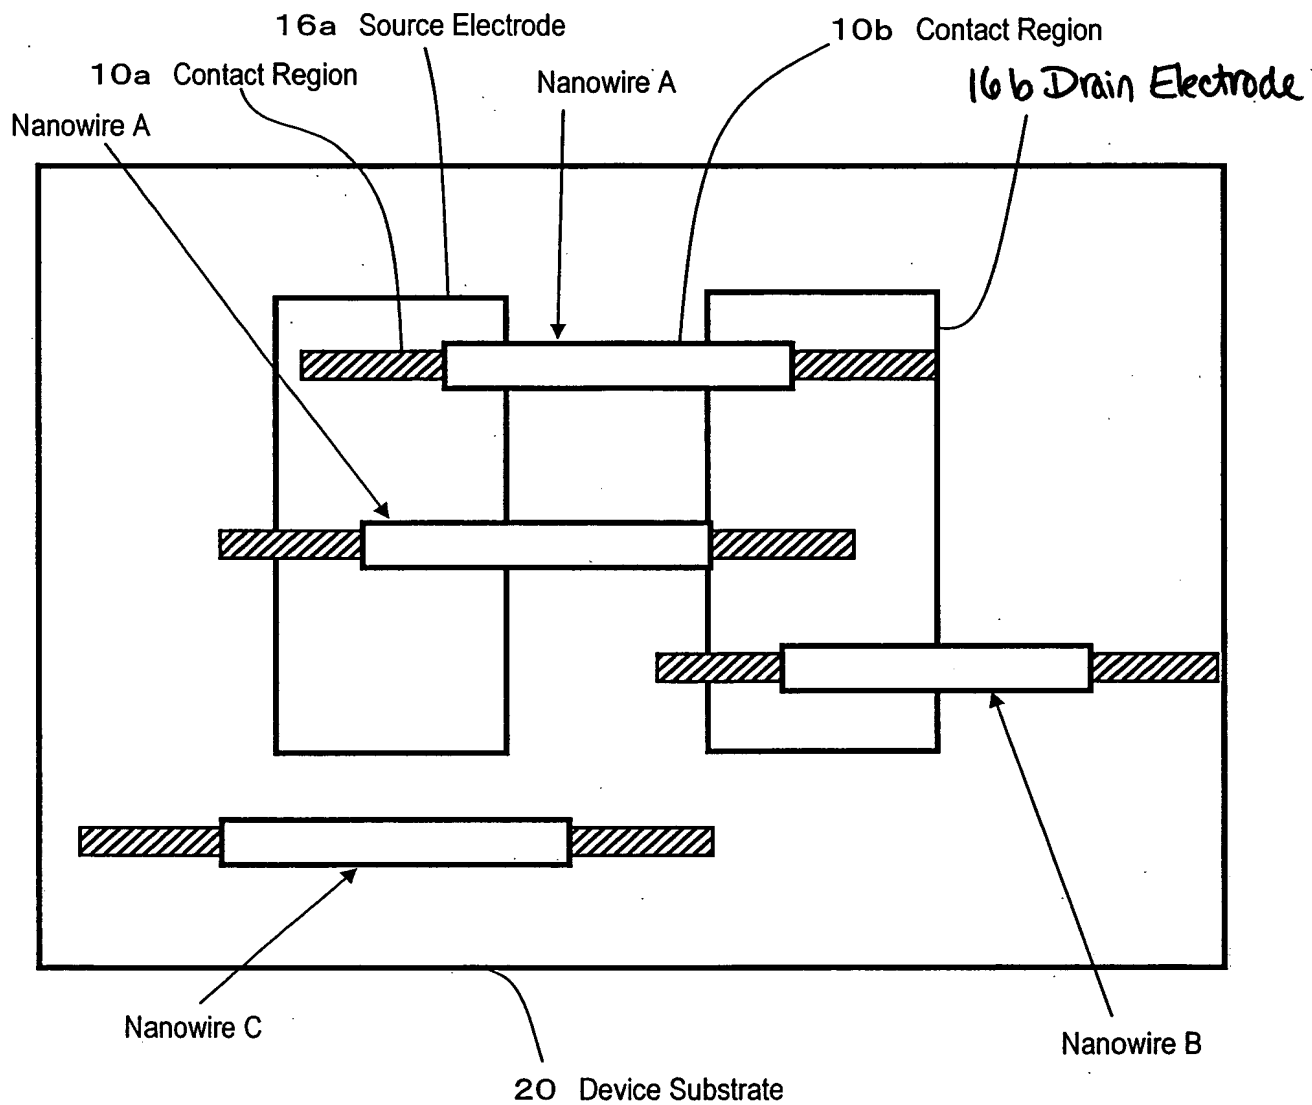 16a Source Electrode
10b Contact Region
10a Contact Region
Nanowire A
16b Drain Electrode
Nanowire A
Nanowire C
Nanowire B
20 Device Substrate